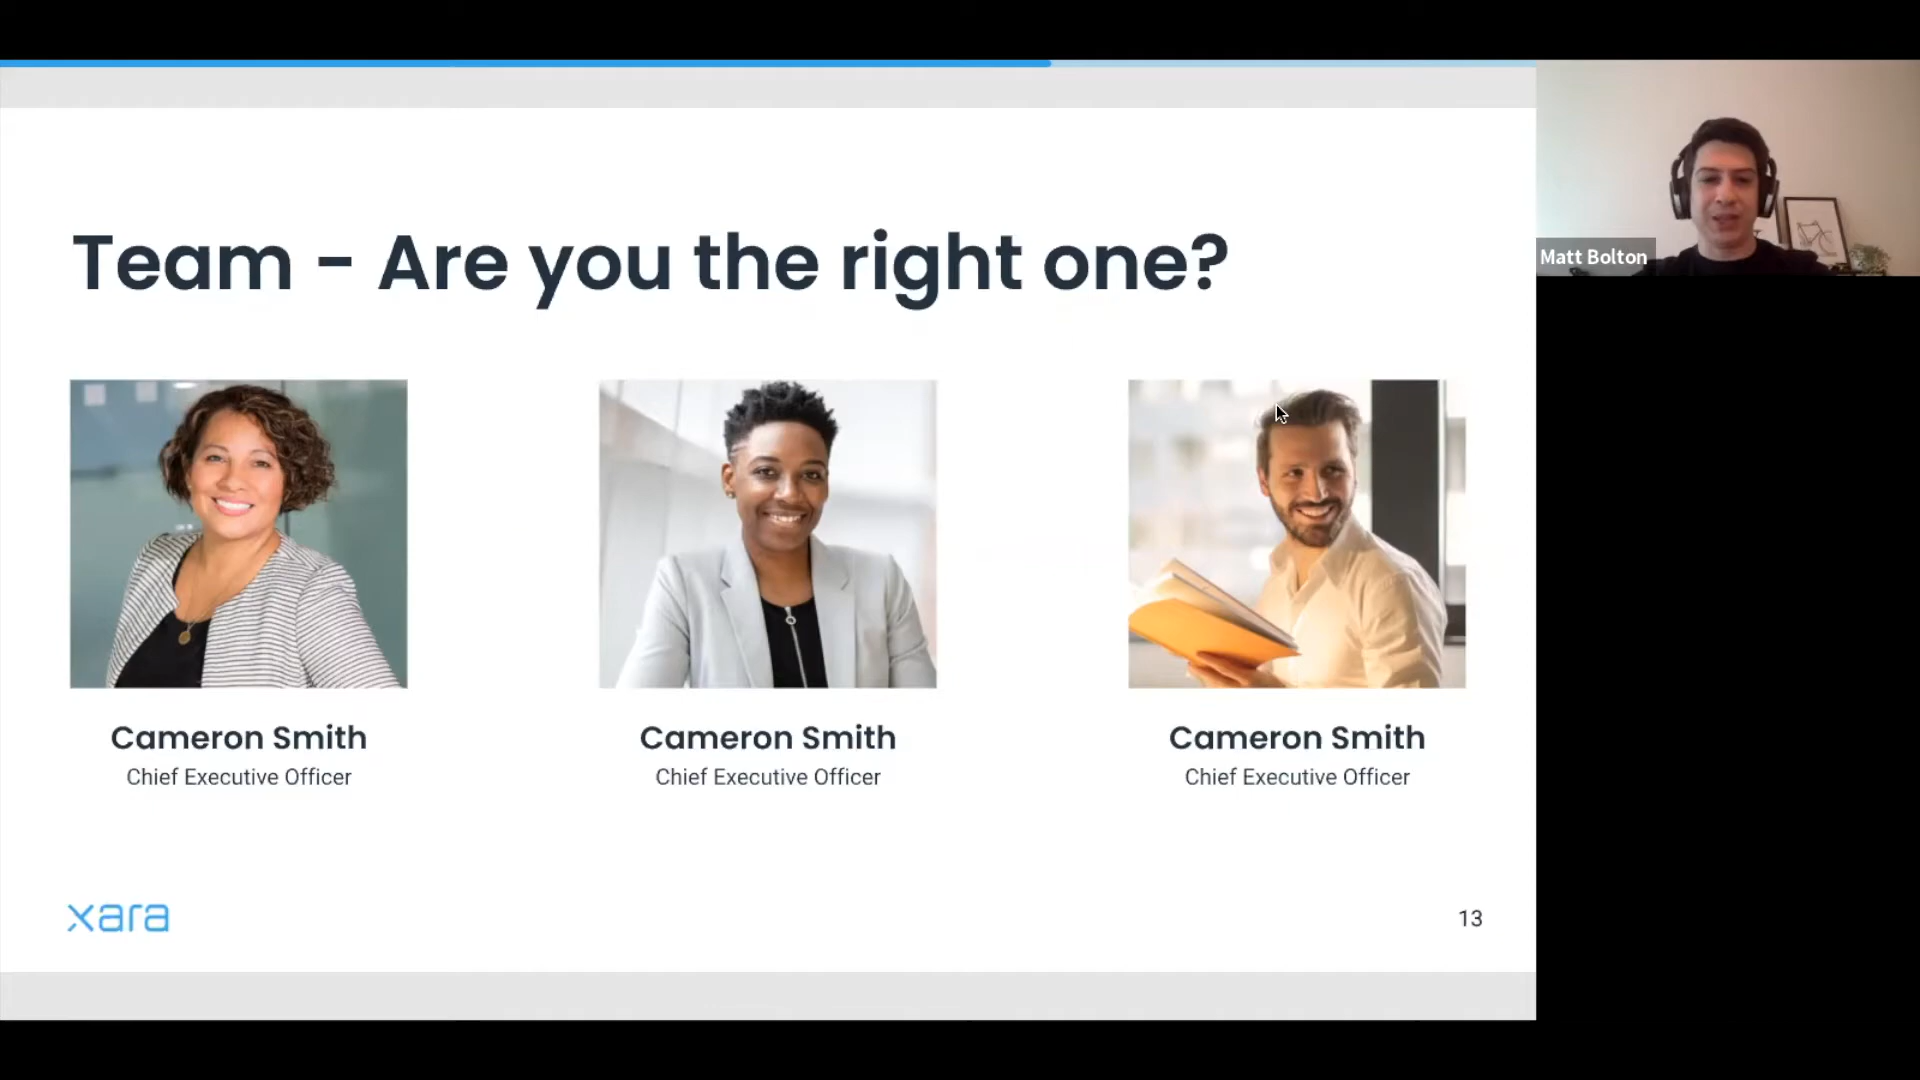 Team - Are you the right one?
Matt Bolton
Cameron Smith
Chief Executive Officer
Cameron Smith
Chief Executive Officer
Cameron Smith
Chief Executive Officer
xara
13